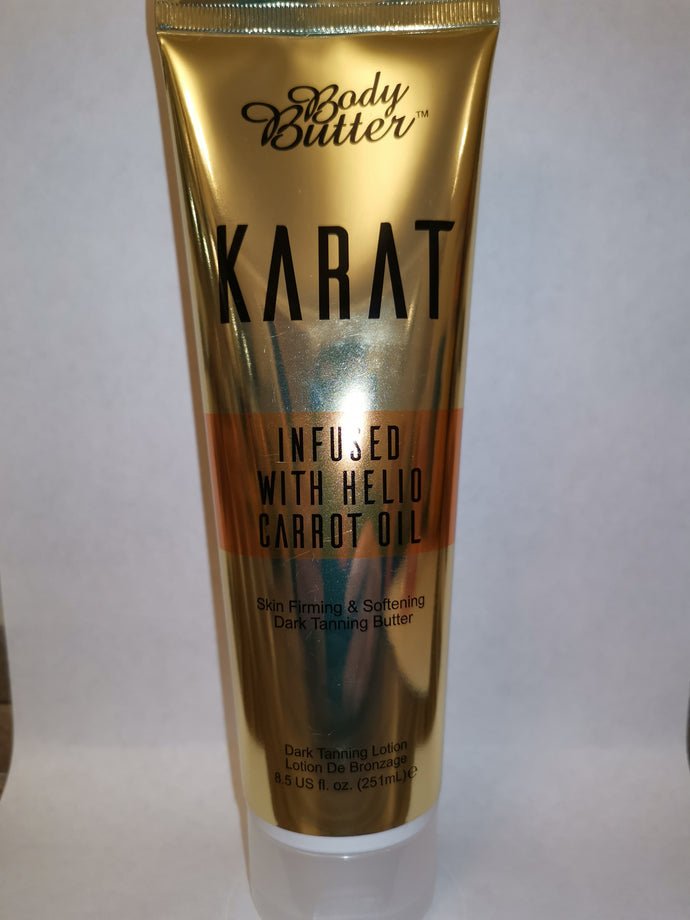 Body
Butter™
KARAT
INFUSED
WITH HELIO
CARROT OIL
Skin Firming & Softening
Dark Tanning Butter
Dark Tanning Lotion
Lotion De Bronzage
8.5 US fl. oz. (251mL)℮